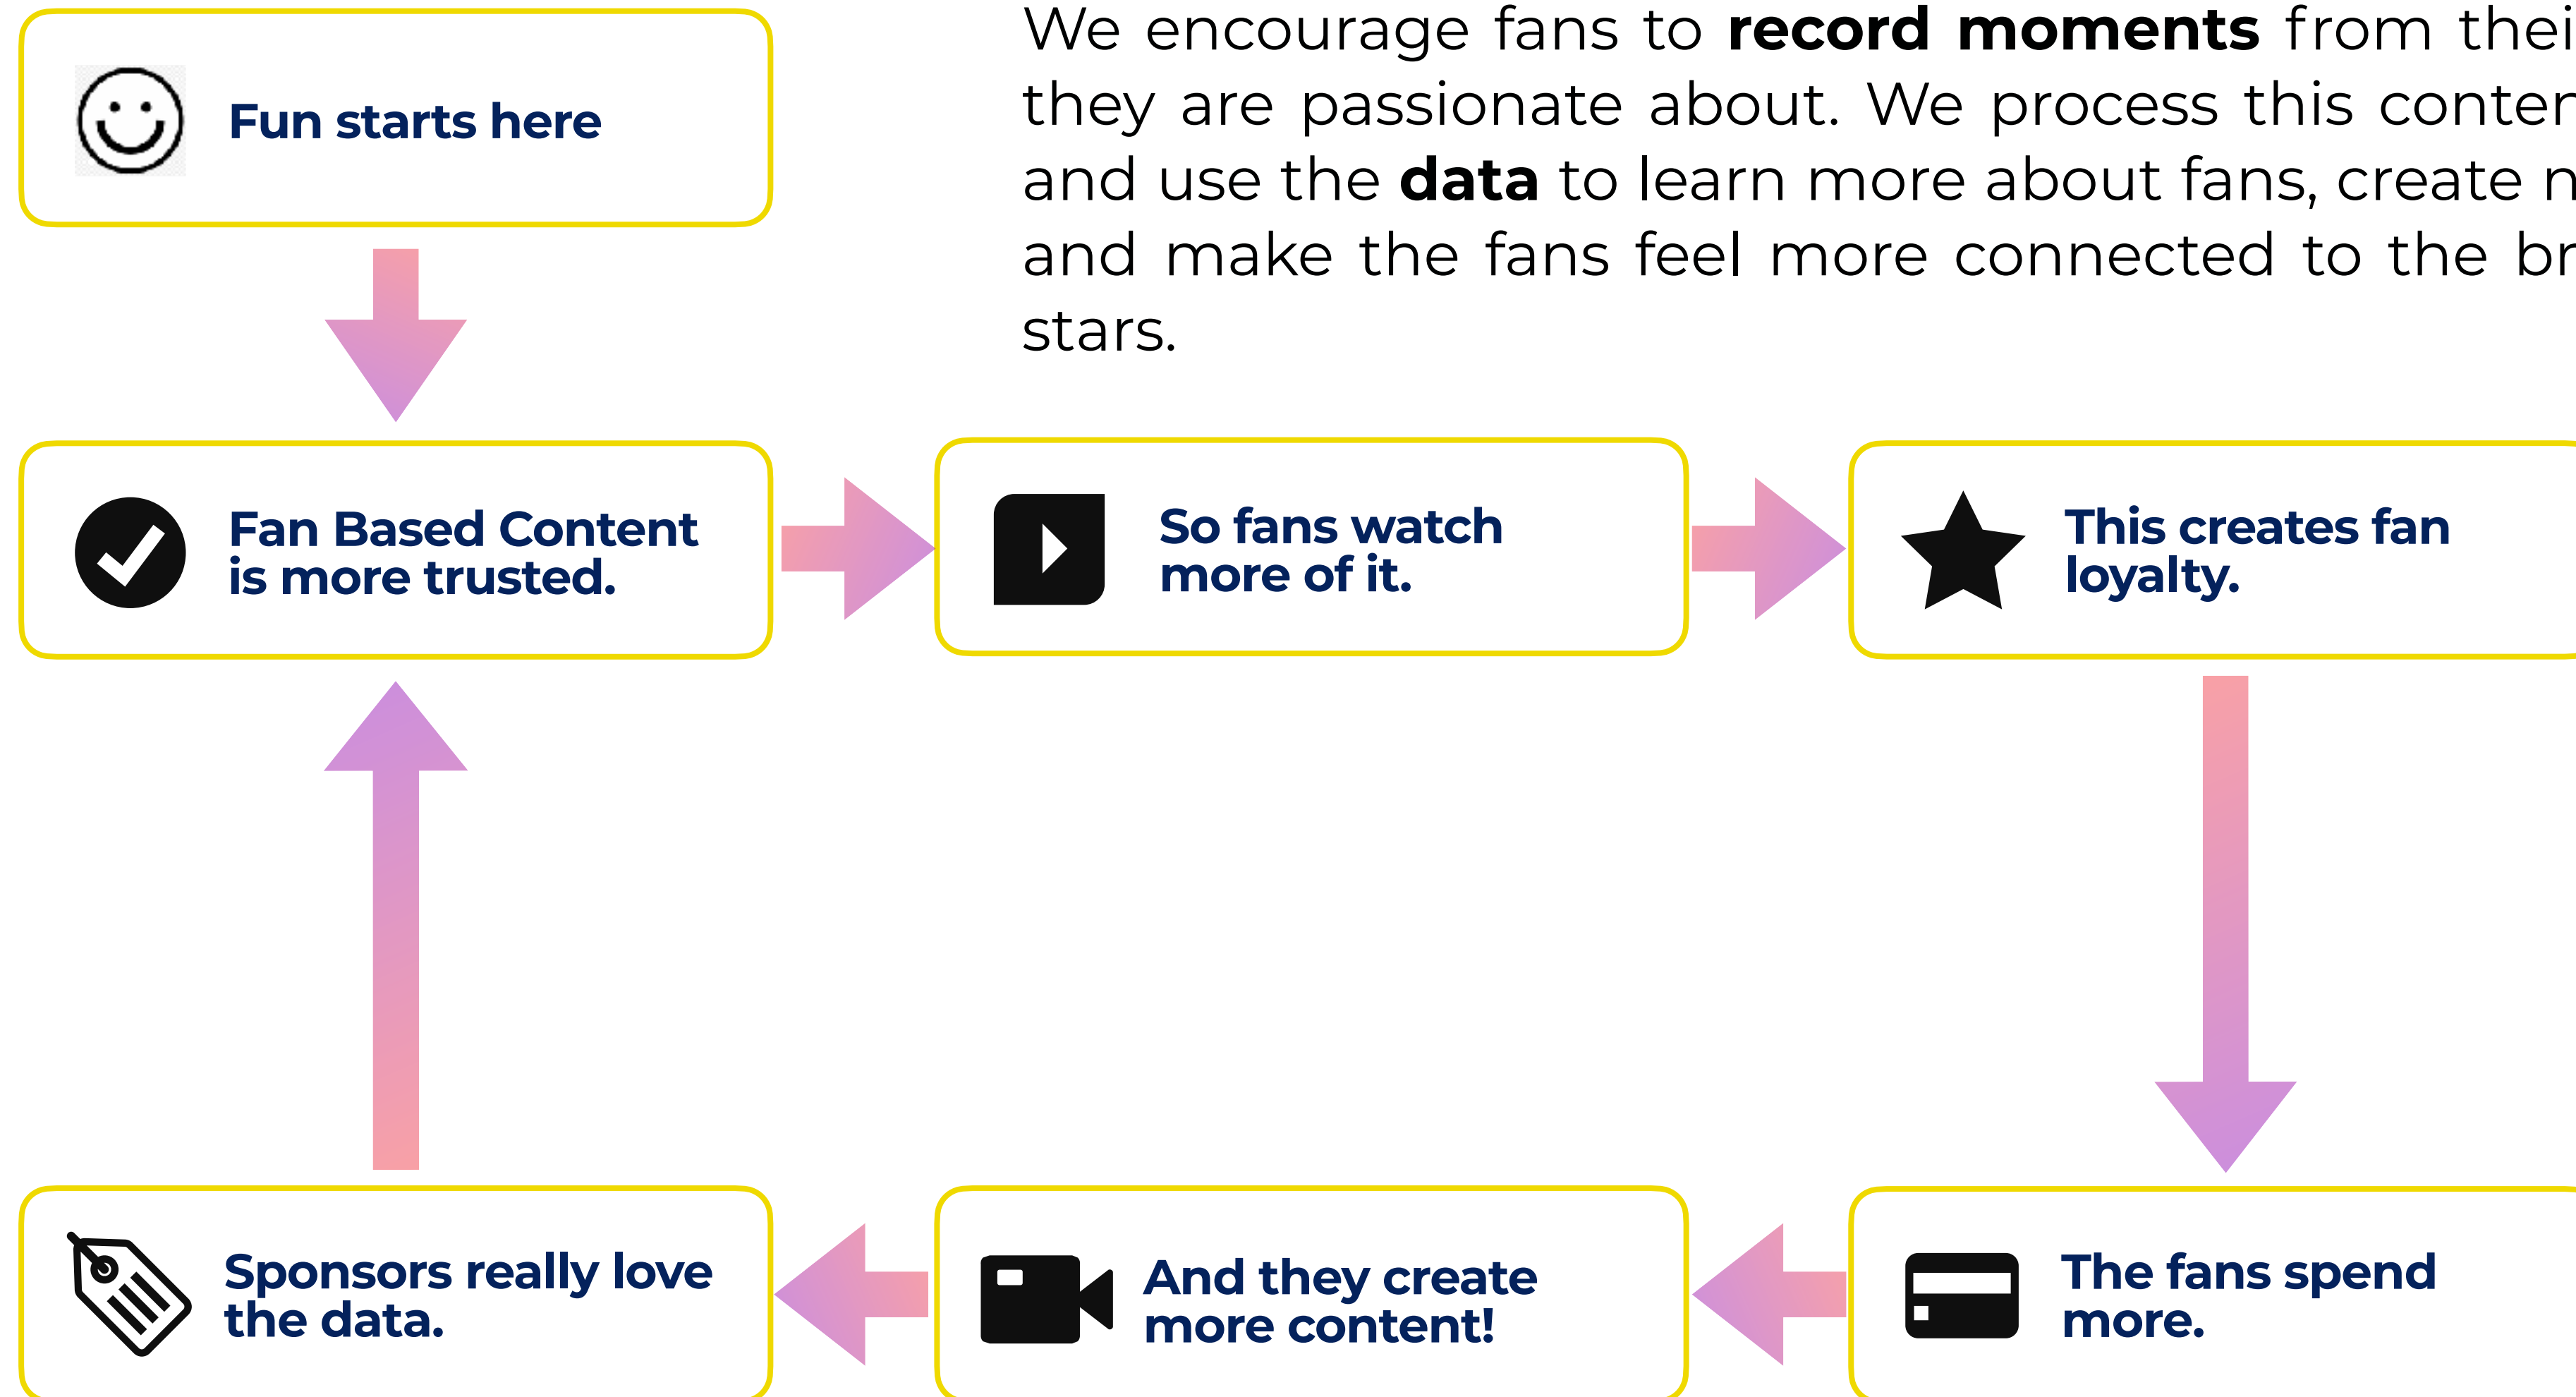 Fun starts here
We encourage fans to record moments from thei
they are passionate about. We process this conten
and use the data to learn more about fans, create n
and make the fans feel more connected to the br
stars.
Fan Based Content
is more trusted.
So fans watch
more of it.
This creates fan
loyalty.
The fans spend
more.
And they create
more content!
Sponsors really love
the data.